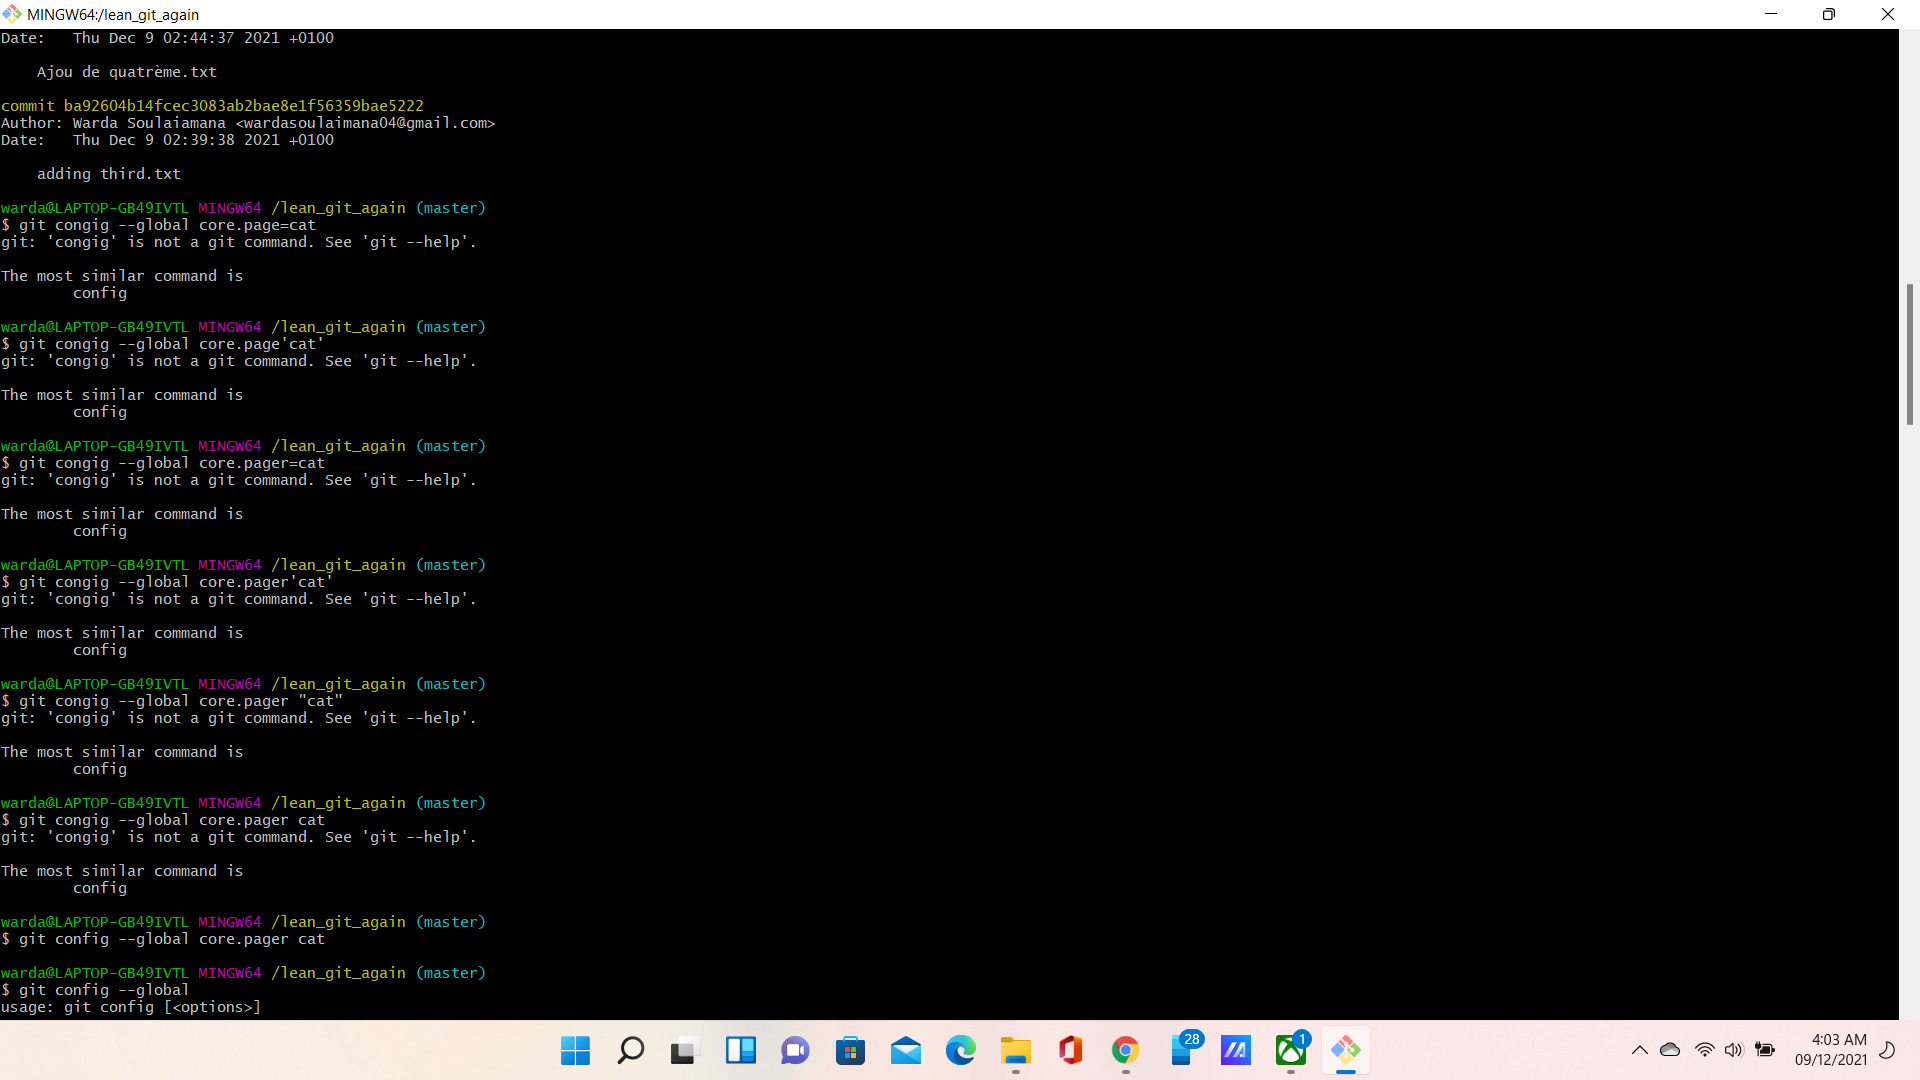 MINGW64:/lean_git_again
Date:   Thu Dec 9 02:44:37 2021 +0100
    Ajou de quatrème.txt
commit ba92604b14fcec3083ab2bae8e1f56359bae5222
Author: Warda Soulaiamana <wardasoulaimana04@gmail.com>
Date:   Thu Dec 9 02:39:38 2021 +0100
    adding third.txt
warda@LAPTOP-GB49IVTL MINGW64 /lean_git_again (master)
$ git congig --global core.page=cat
git: 'congig' is not a git command. See 'git --help'.
The most similar command is
        config
warda@LAPTOP-GB49IVTL MINGW64 /lean_git_again (master)
$ git congig --global core.page'cat'
git: 'congig' is not a git command. See 'git --help'.
The most similar command is
        config
warda@LAPTOP-GB49IVTL MINGW64 /lean_git_again (master)
$ git congig --global core.pager=cat
git: 'congig' is not a git command. See 'git --help'.
The most similar command is
        config
warda@LAPTOP-GB49IVTL MINGW64 /lean_git_again (master)
$ git congig --global core.pager'cat'
git: 'congig' is not a git command. See 'git --help'.
The most similar command is
        config
warda@LAPTOP-GB49IVTL MINGW64 /lean_git_again (master)
$ git congig --global core.pager "cat"
git: 'congig' is not a git command. See 'git --help'.
The most similar command is
        config
warda@LAPTOP-GB49IVTL MINGW64 /lean_git_again (master)
$ git congig --global core.pager cat
git: 'congig' is not a git command. See 'git --help'.
The most similar command is
        config
warda@LAPTOP-GB49IVTL MINGW64 /lean_git_again (master)
$ git config --global core.pager cat
warda@LAPTOP-GB49IVTL MINGW64 /lean_git_again (master)
$ git config --global
usage: git config [<options>]
28
1
4:03 AM
09/12/2021